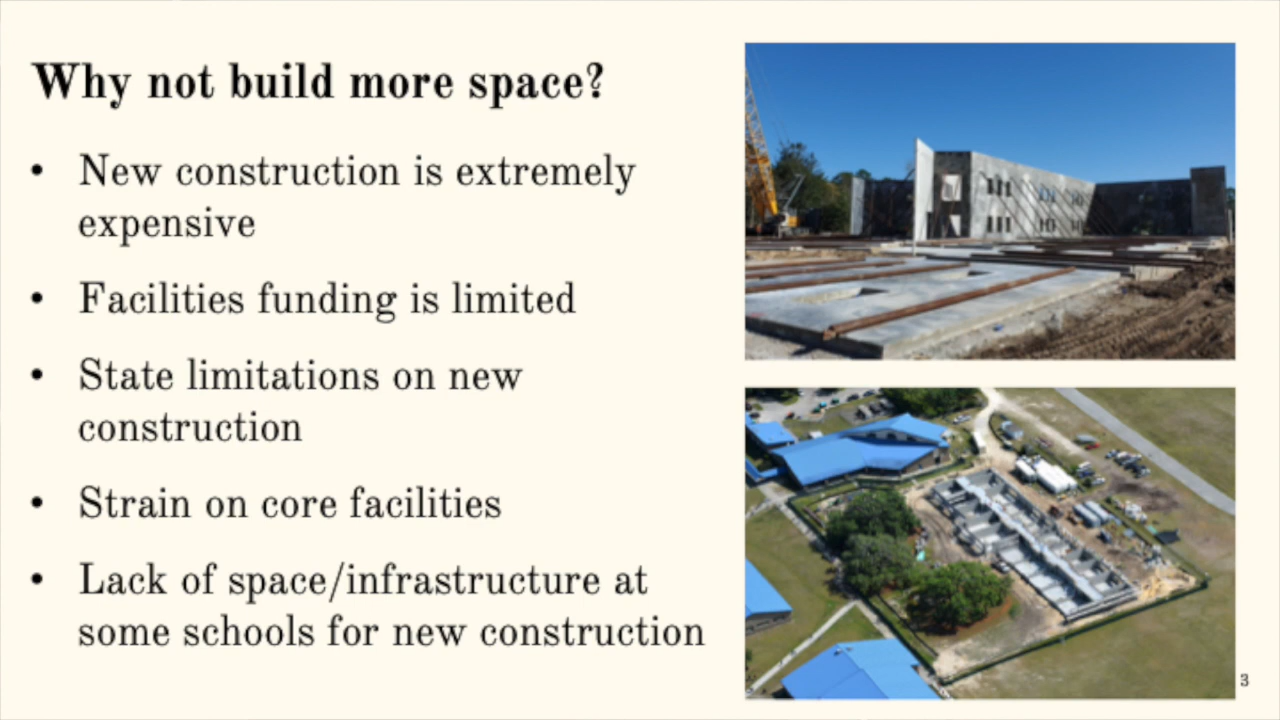 Why not build more space?
• New construction is extremely
expensive
• Facilities funding is limited
• State limitations on new
construction
• Strain on core facilities
• Lack of space/infrastructure at
some schools for new construction
3